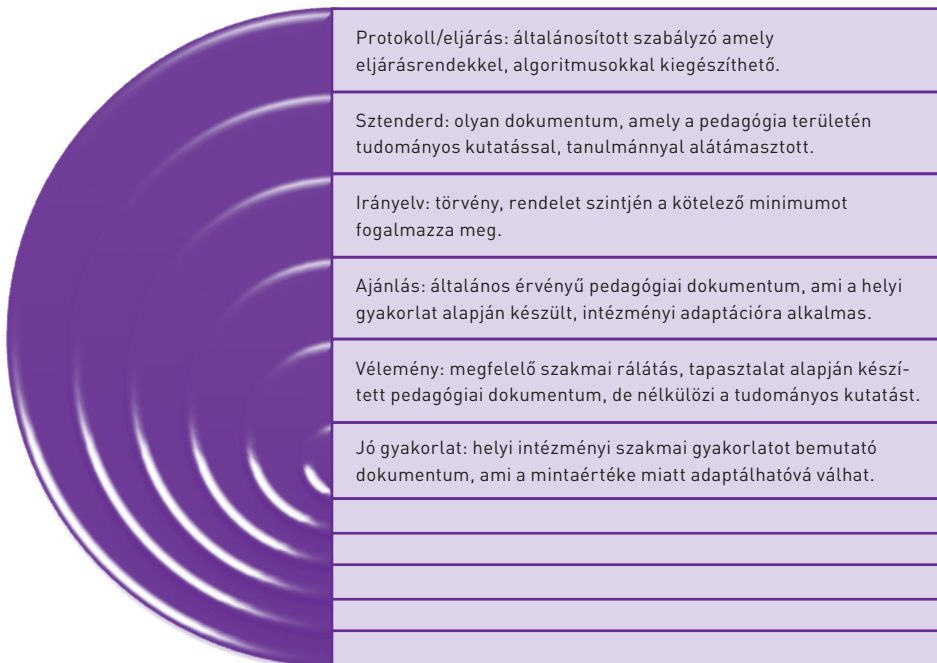 Protokoll/eljárás: általánosított szabályzó amely
eljárásrendekkel, algoritmusokkal kiegészíthető.
Sztenderd: olyan dokumentum, amely a pedagógia területén
tudományos kutatással, tanulmánnyal alátámasztott.
Irányelv: törvény, rendelet szintjén a kötelező minimumot
fogalmazza meg.
Ajánlás: általános érvényű pedagógiai dokumentum, ami a helyi
gyakorlat alapján készült, intézményi adaptációra alkalmas.
Vélemény: megfelelő szakmai rálátás, tapasztalat alapján készí-
tett pedagógiai dokumentum, de nélkülözi a tudományos kutatást.
Jó gyakorlat: helyi intézményi szakmai gyakorlatot bemutató
dokumentum, ami a mintaértéke miatt adaptálhatóvá válhat.